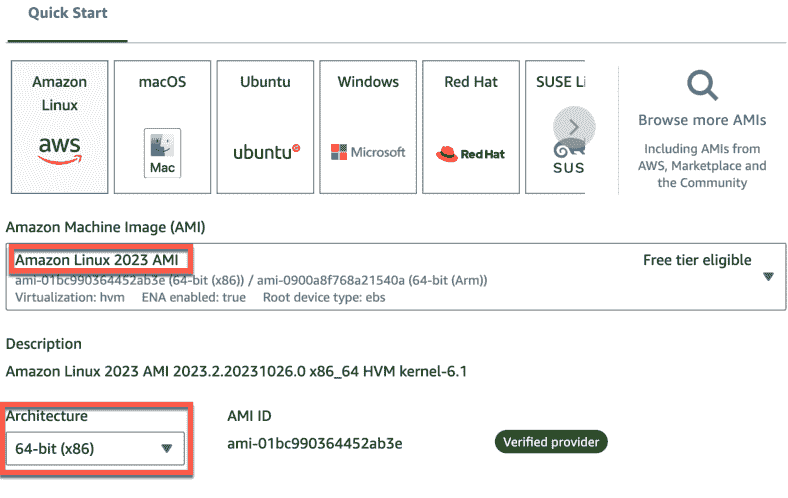 Quick Start
Amazon
Linux
aws
macOS
Mac
Ubuntu
ubuntu
Windows
Microsoft
Red Hat
Red Hat
SUSE Li
SUS
Browse more AMIs
Including AMIs from
AWS, Marketplace and
the Community
Amazon Machine Image (AMI)
Amazon Linux 2023 AMI
Free tier eligible
ami-01bc990364452ab3e (64-bit (x86)) / ami-0900a8f768a21540a (64-bit (Arm))
Virtualization: hvm ENA enabled: true Root device type: ebs
Description
Amazon Linux 2023 AMI 2023.2.20231026.0 x86_64 HVM kernel-6.1
Architecture
64-bit (x86)
AMI ID
ami-01bc990364452ab3e
Verified provider